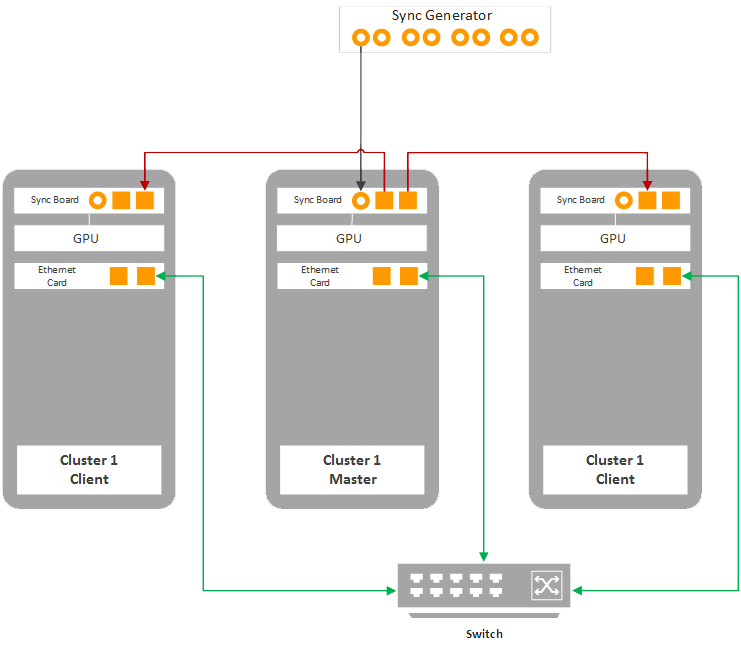 Sync Generator
Sync Board
GPU
Ethernet
Card
Cluster 1
Client
Sync Board
GPU
Ethernet
Card
Cluster 1
Master
Sync Board
GPU
Ethernet
Card
Cluster 1
Client
Switch